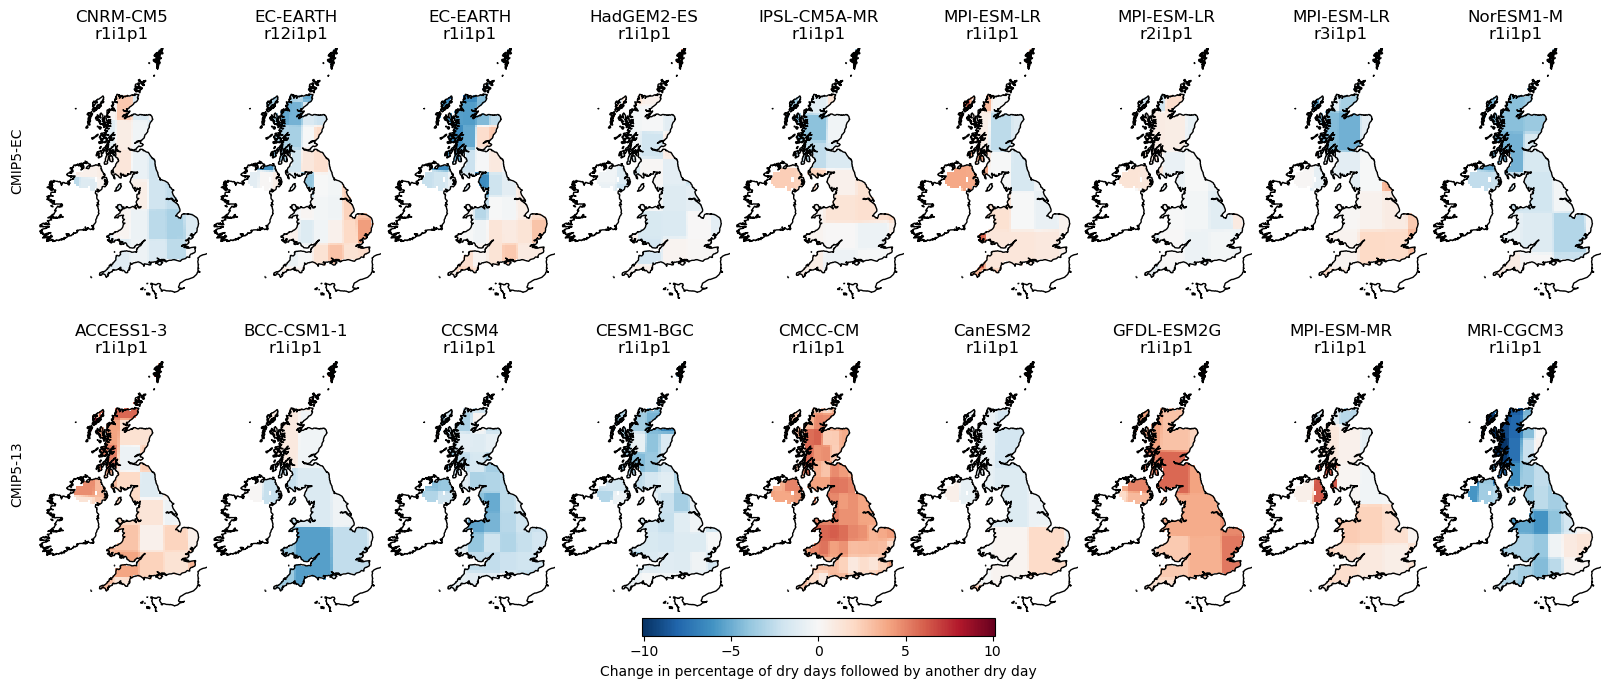 CNRM-CM5 EC-EARTH EC-EARTH HadGEM2-ES IPSL-CM5A-MR MPI-ESM-LR MPI-ESM-LR MPI-ESM-LR NorESM1-M
r1i1p1 r12i1p1 r1i1p1 r1i1p1 r1i1p1 r1i1p1 r2i1p1 r3i1p1 r1i1p1
CMIP5-EC
ACCESS1-3 BCC-CSM1-1 CCSM4 CESM1-BGC CMCC-CM CanESM2 GFDL-ESM2G MPI-ESM-MR MRI-CGCM3
r1i1p1 r1i1p1 r1i1p1 r1i1p1 r1i1p1 r1i1p1 r1i1p1 r1i1p1 r1i1p1
CMIP5-13
−10 −5 0 5 10
Change in percentage of dry days followed by another dry day